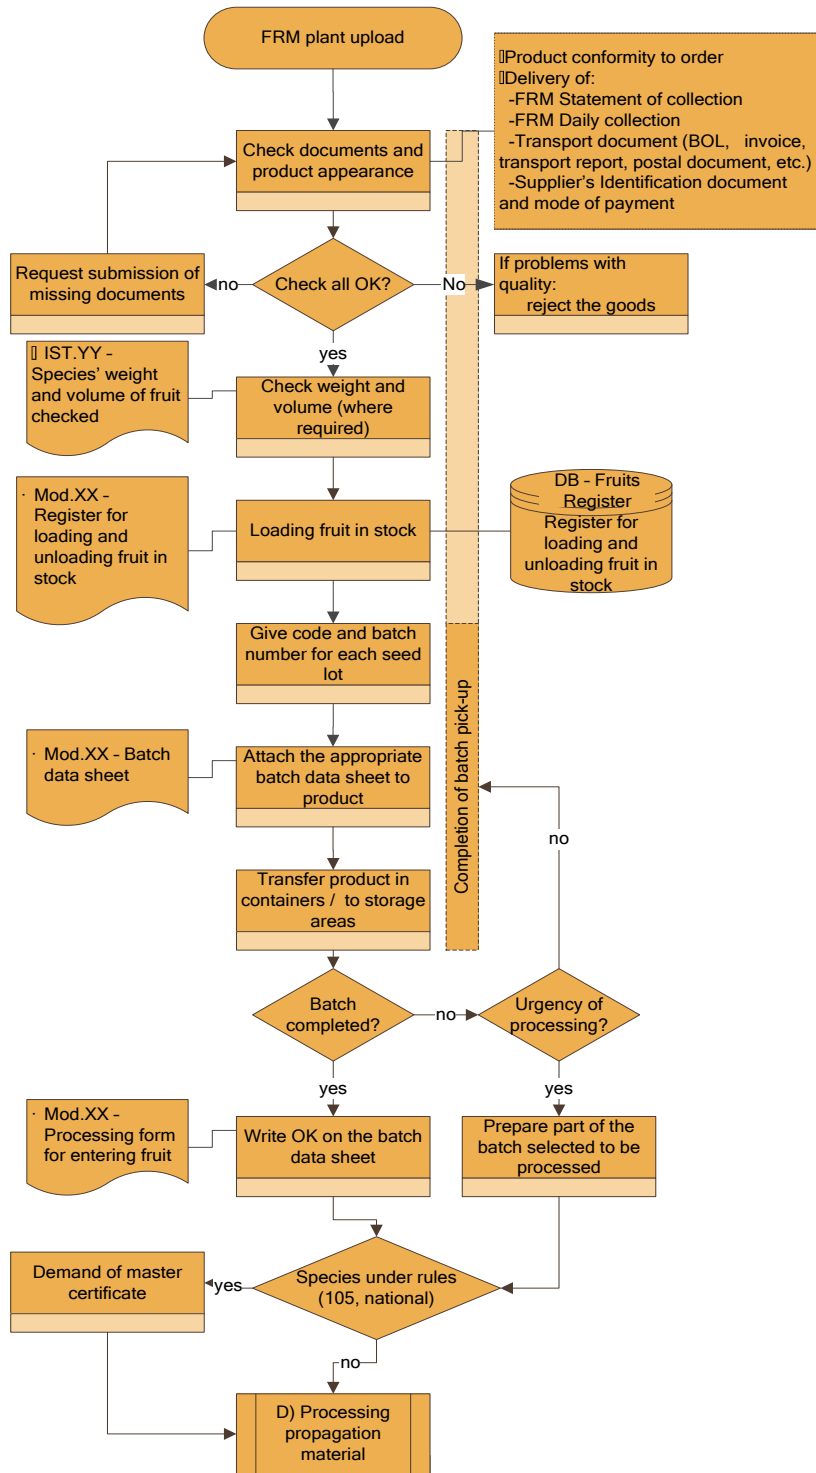 FRM plant upload
Product conformity to order
Delivery of:
-FRM Statement of collection
-FRM Daily collection
-Transport document (BOL, invoice,
transport report, postal document, etc.)
-Supplier's Identification document
and mode of payment
Check documents and
product appearance
Request submission of
missing documents
no
Check all OK?
No
If problems with
quality:
reject the goods
yes
IST.YY –
Species' weight
and volume of fruit
checked
Check weight and
volume (where
required)
· Mod.XX –
Register for
loading and
unloading fruit in
stock
Loading fruit in stock
DB - Fruits
Register
Register for
loading and
unloading fruit in
stock
Give code and batch
number for each seed
lot
Completion of batch pick-up
· Mod.XX – Batch
data sheet
Attach the appropriate
batch data sheet to
product
no
Transfer product in
containers / to storage
areas
Batch
completed?
no
Urgency of
processing?
yes
yes
· Mod.XX –
Processing form
for entering fruit
Write OK on the batch
data sheet
Prepare part of the
batch selected to be
processed
Demand of master
certificate
yes
Species under rules
(105, national)
no
D) Processing
propagation
material